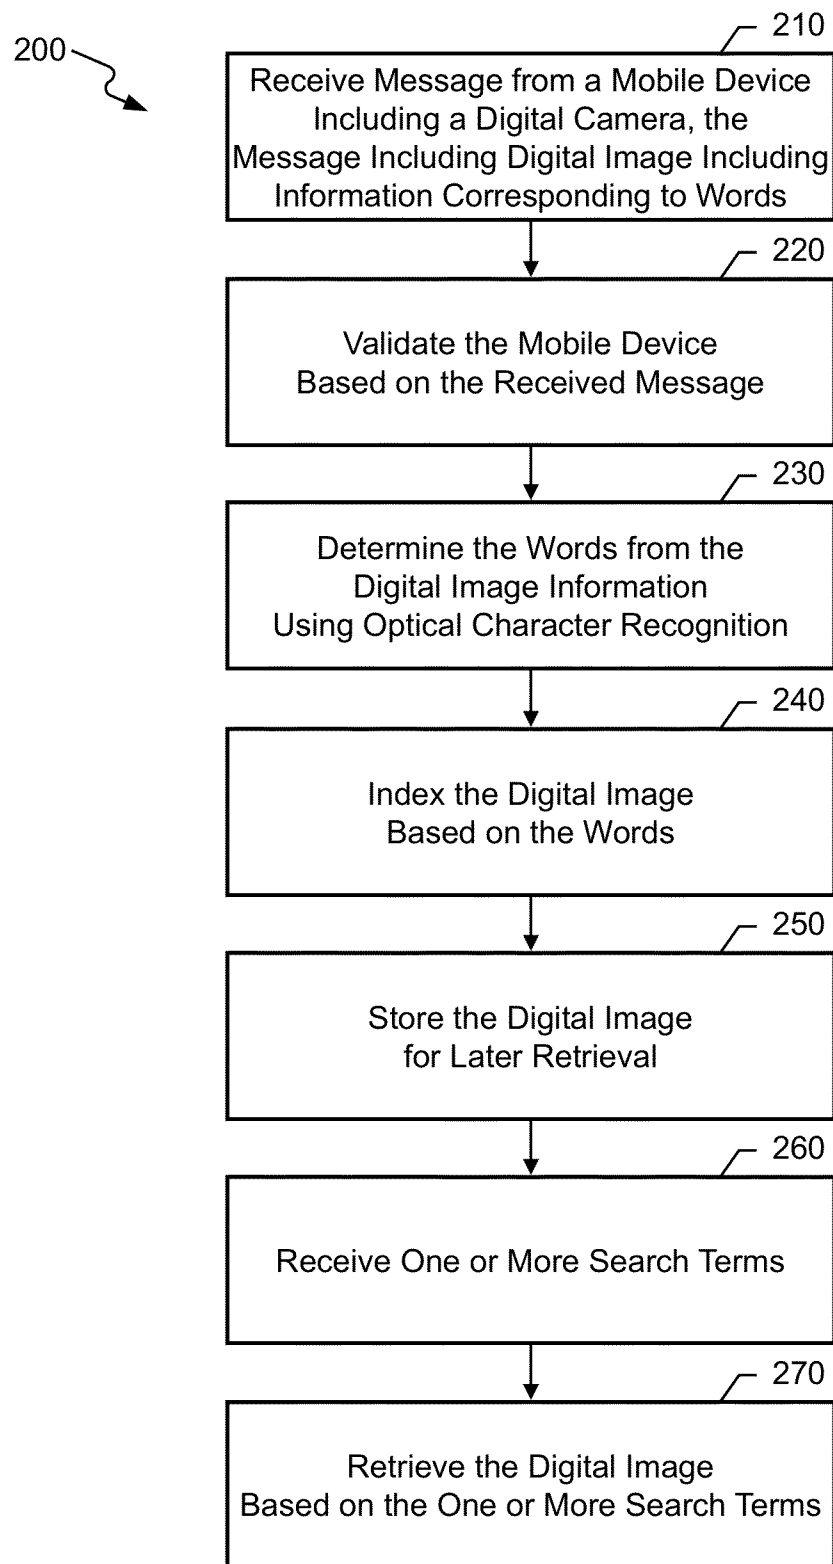 200
210
Receive Message from a Mobile Device
Including a Digital Camera, the
Message Including Digital Image Including
Information Corresponding to Words
220
Validate the Mobile Device
Based on the Received Message
230
Determine the Words from the
Digital Image Information
Using Optical Character Recognition
240
Index the Digital Image
Based on the Words
250
Store the Digital Image
for Later Retrieval
260
Receive One or More Search Terms
270
Retrieve the Digital Image
Based on the One or More Search Terms